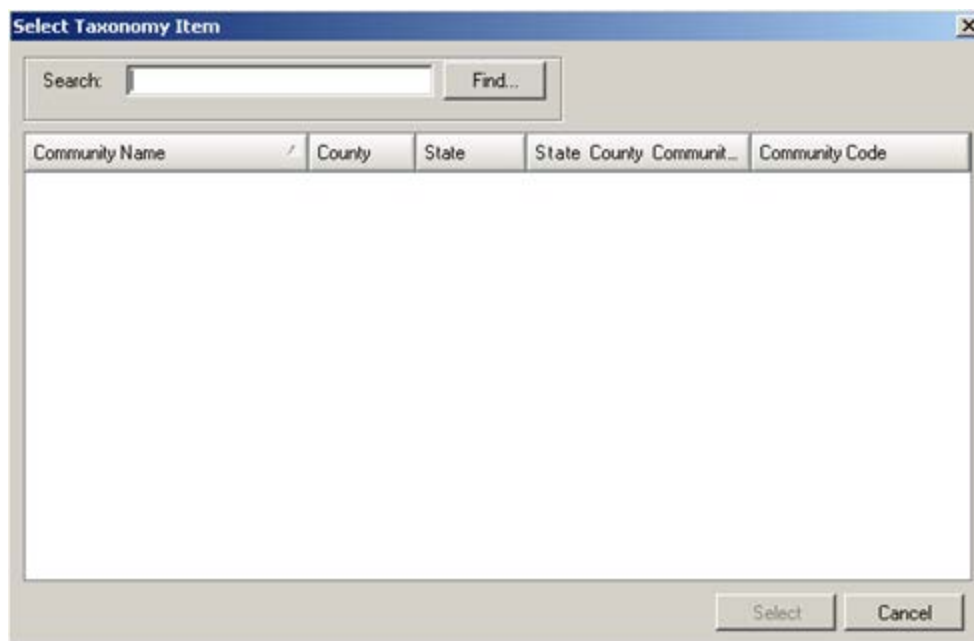 Select Taxonomy Item
Search:
Find...
Community Name County State State County Communit... Community Code
Select Cancel